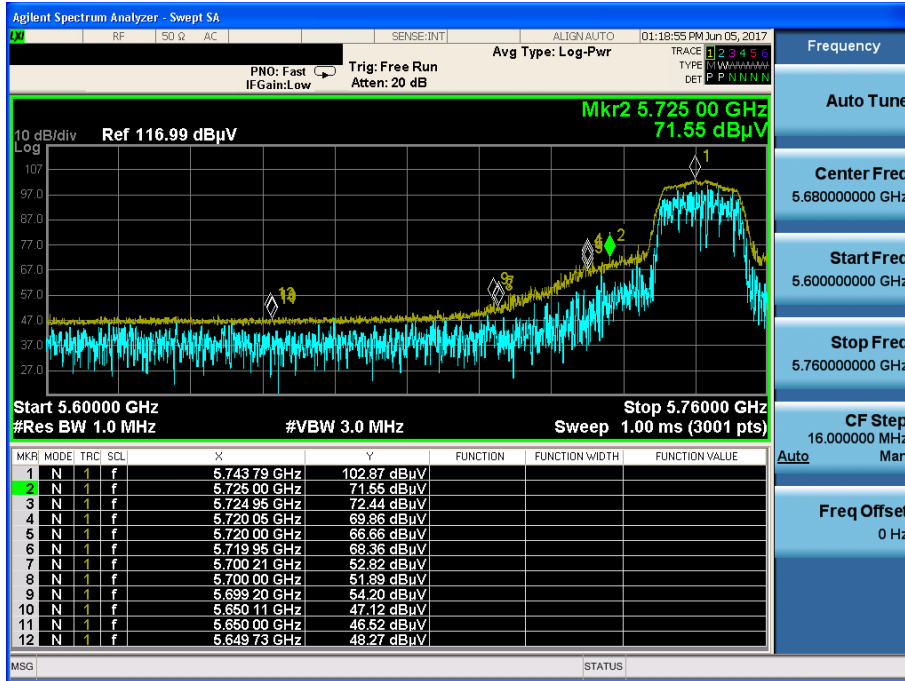 Agilent Spectrum Analyzer - Swept SA
LXI RF 50 Ω AC SENSE:INT ALIGN AUTO 01:18:55 PM Jun 05, 2017
Avg Type: Log-Pwr TRACE 1 2 3 4 5 6
PNO: Fast Trig: Free Run TYPE M W W W W W
IFGain:Low Atten: 20 dB DET P P N N N N
Mkr2 5.725 00 GHz
10 dB/div Ref 116.99 dBµV 71.55 dBµV
Log
107
97.0
87.0
77.0
67.0
57.0
47.0
37.0
27.0
1
2
Start 5.60000 GHz Stop 5.76000 GHz
#Res BW 1.0 MHz #VBW 3.0 MHz Sweep 1.00 ms (3001 pts)
MKR MODE TRC SCL X Y FUNCTION FUNCTION WIDTH FUNCTION VALUE
1 N 1 f 5.743 79 GHz 102.87 dBµV
2 N 1 f 5.725 00 GHz 71.55 dBµV
3 N 1 f 5.724 95 GHz 72.44 dBµV
4 N 1 f 5.720 05 GHz 69.86 dBµV
5 N 1 f 5.720 00 GHz 66.66 dBµV
6 N 1 f 5.719 95 GHz 68.36 dBµV
7 N 1 f 5.700 21 GHz 52.82 dBµV
8 N 1 f 5.700 00 GHz 51.89 dBµV
9 N 1 f 5.699 20 GHz 54.20 dBµV
10 N 1 f 5.650 11 GHz 47.12 dBµV
11 N 1 f 5.650 00 GHz 46.52 dBµV
12 N 1 f 5.649 73 GHz 48.27 dBµV
MSG STATUS
Frequency
Auto Tune
Center Freq
5.680000000 GHz
Start Freq
5.600000000 GHz
Stop Freq
5.760000000 GHz
CF Step
16.000000 MHz
Auto Man
Freq Offset
0 Hz